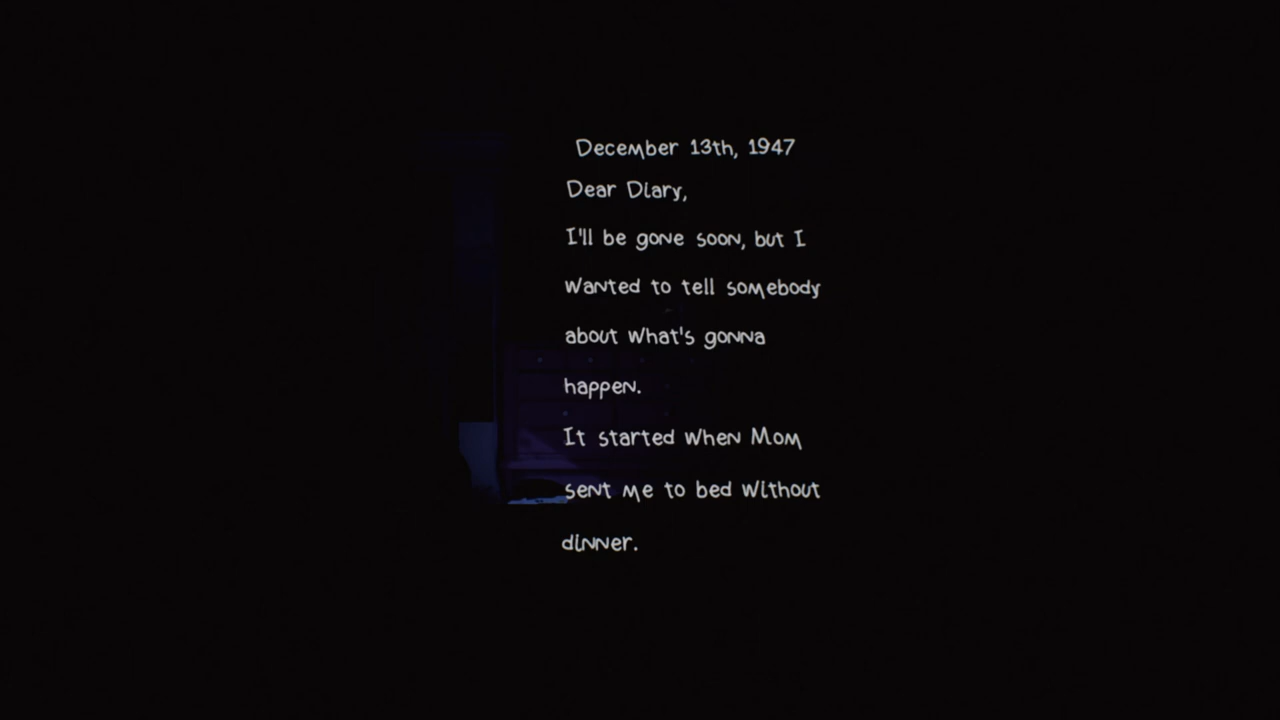 December 13th, 1947
Dear Diary,
I'll be gone soon, but I
wanted to tell somebody
about what's gonna
happen.
It started when Mom
sent me to bed without
dinner.